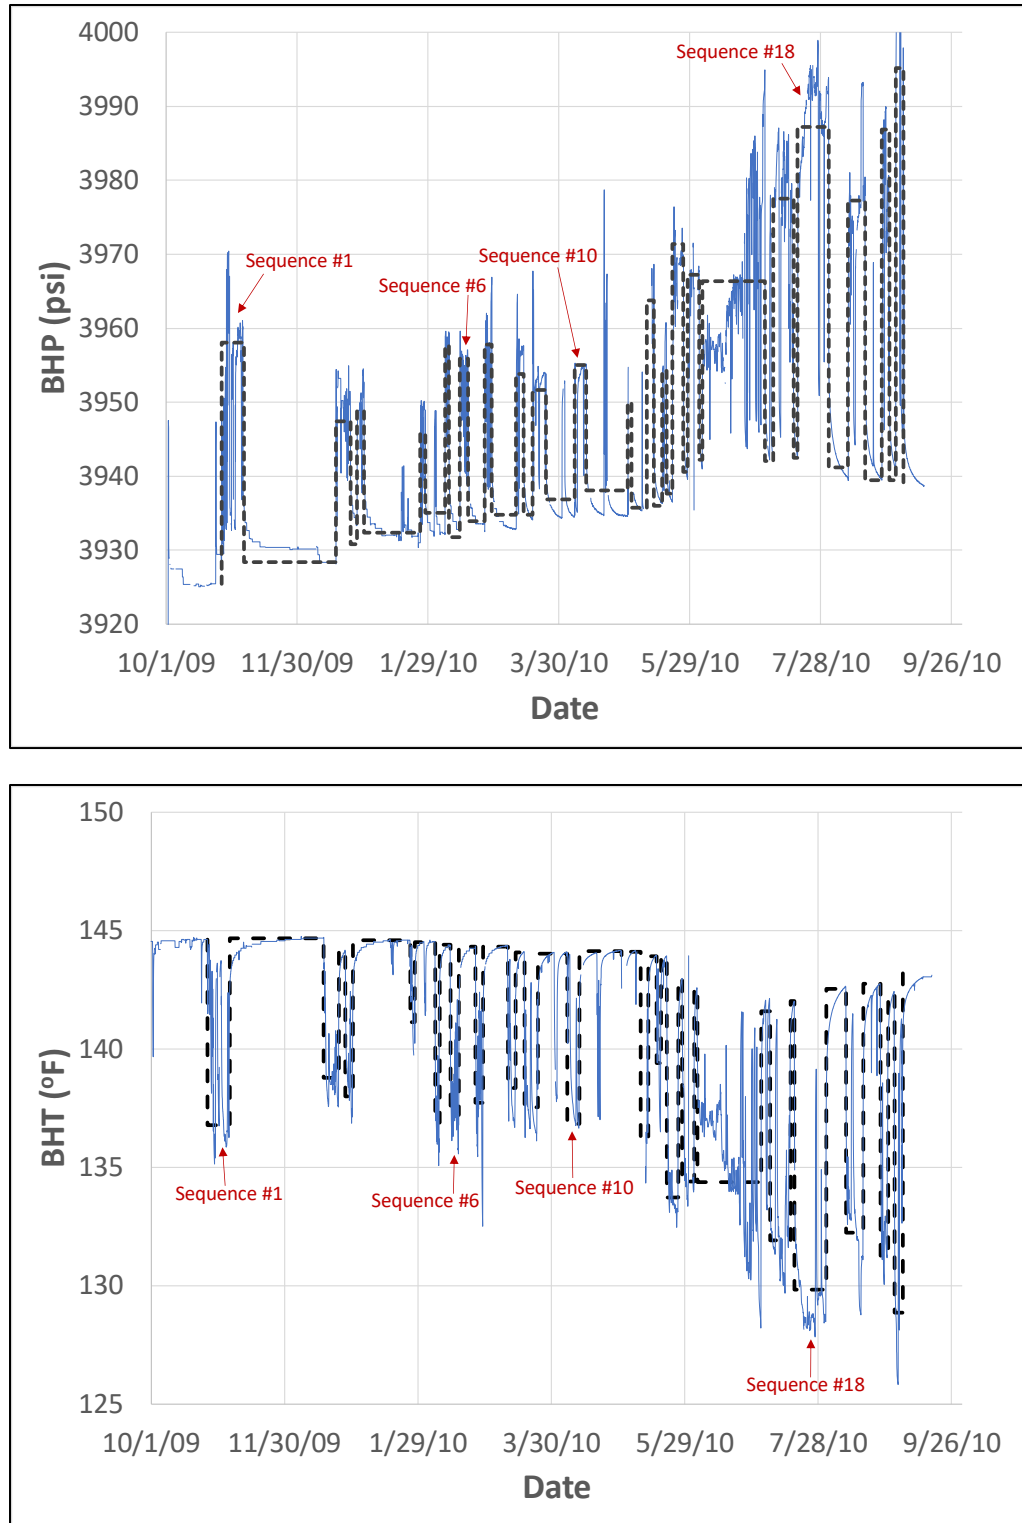 4000
Sequence #18
3990
3980
3970
Sequence #1
Sequence #10
Sequence #6
3960
BHP (psi)
3950
3940
3930
3920
10/1/09 11/30/09 1/29/10 3/30/10 5/29/10 7/28/10 9/26/10
Date
150
145
140
BHT (ºF)
135
Sequence #1
Sequence #6
Sequence #10
130
Sequence #18
125
10/1/09 11/30/09 1/29/10 3/30/10 5/29/10 7/28/10 9/26/10
Date